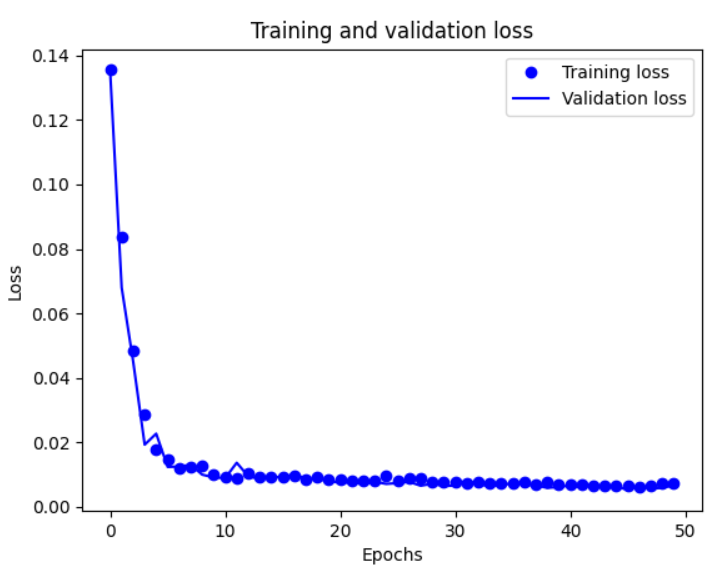 Training and validation loss
0.14
0.12
0.10
0.08
0.06
0.04
0.02
0.00
Loss
Training loss
Validation loss
0 10 20 30 40 50
Epochs